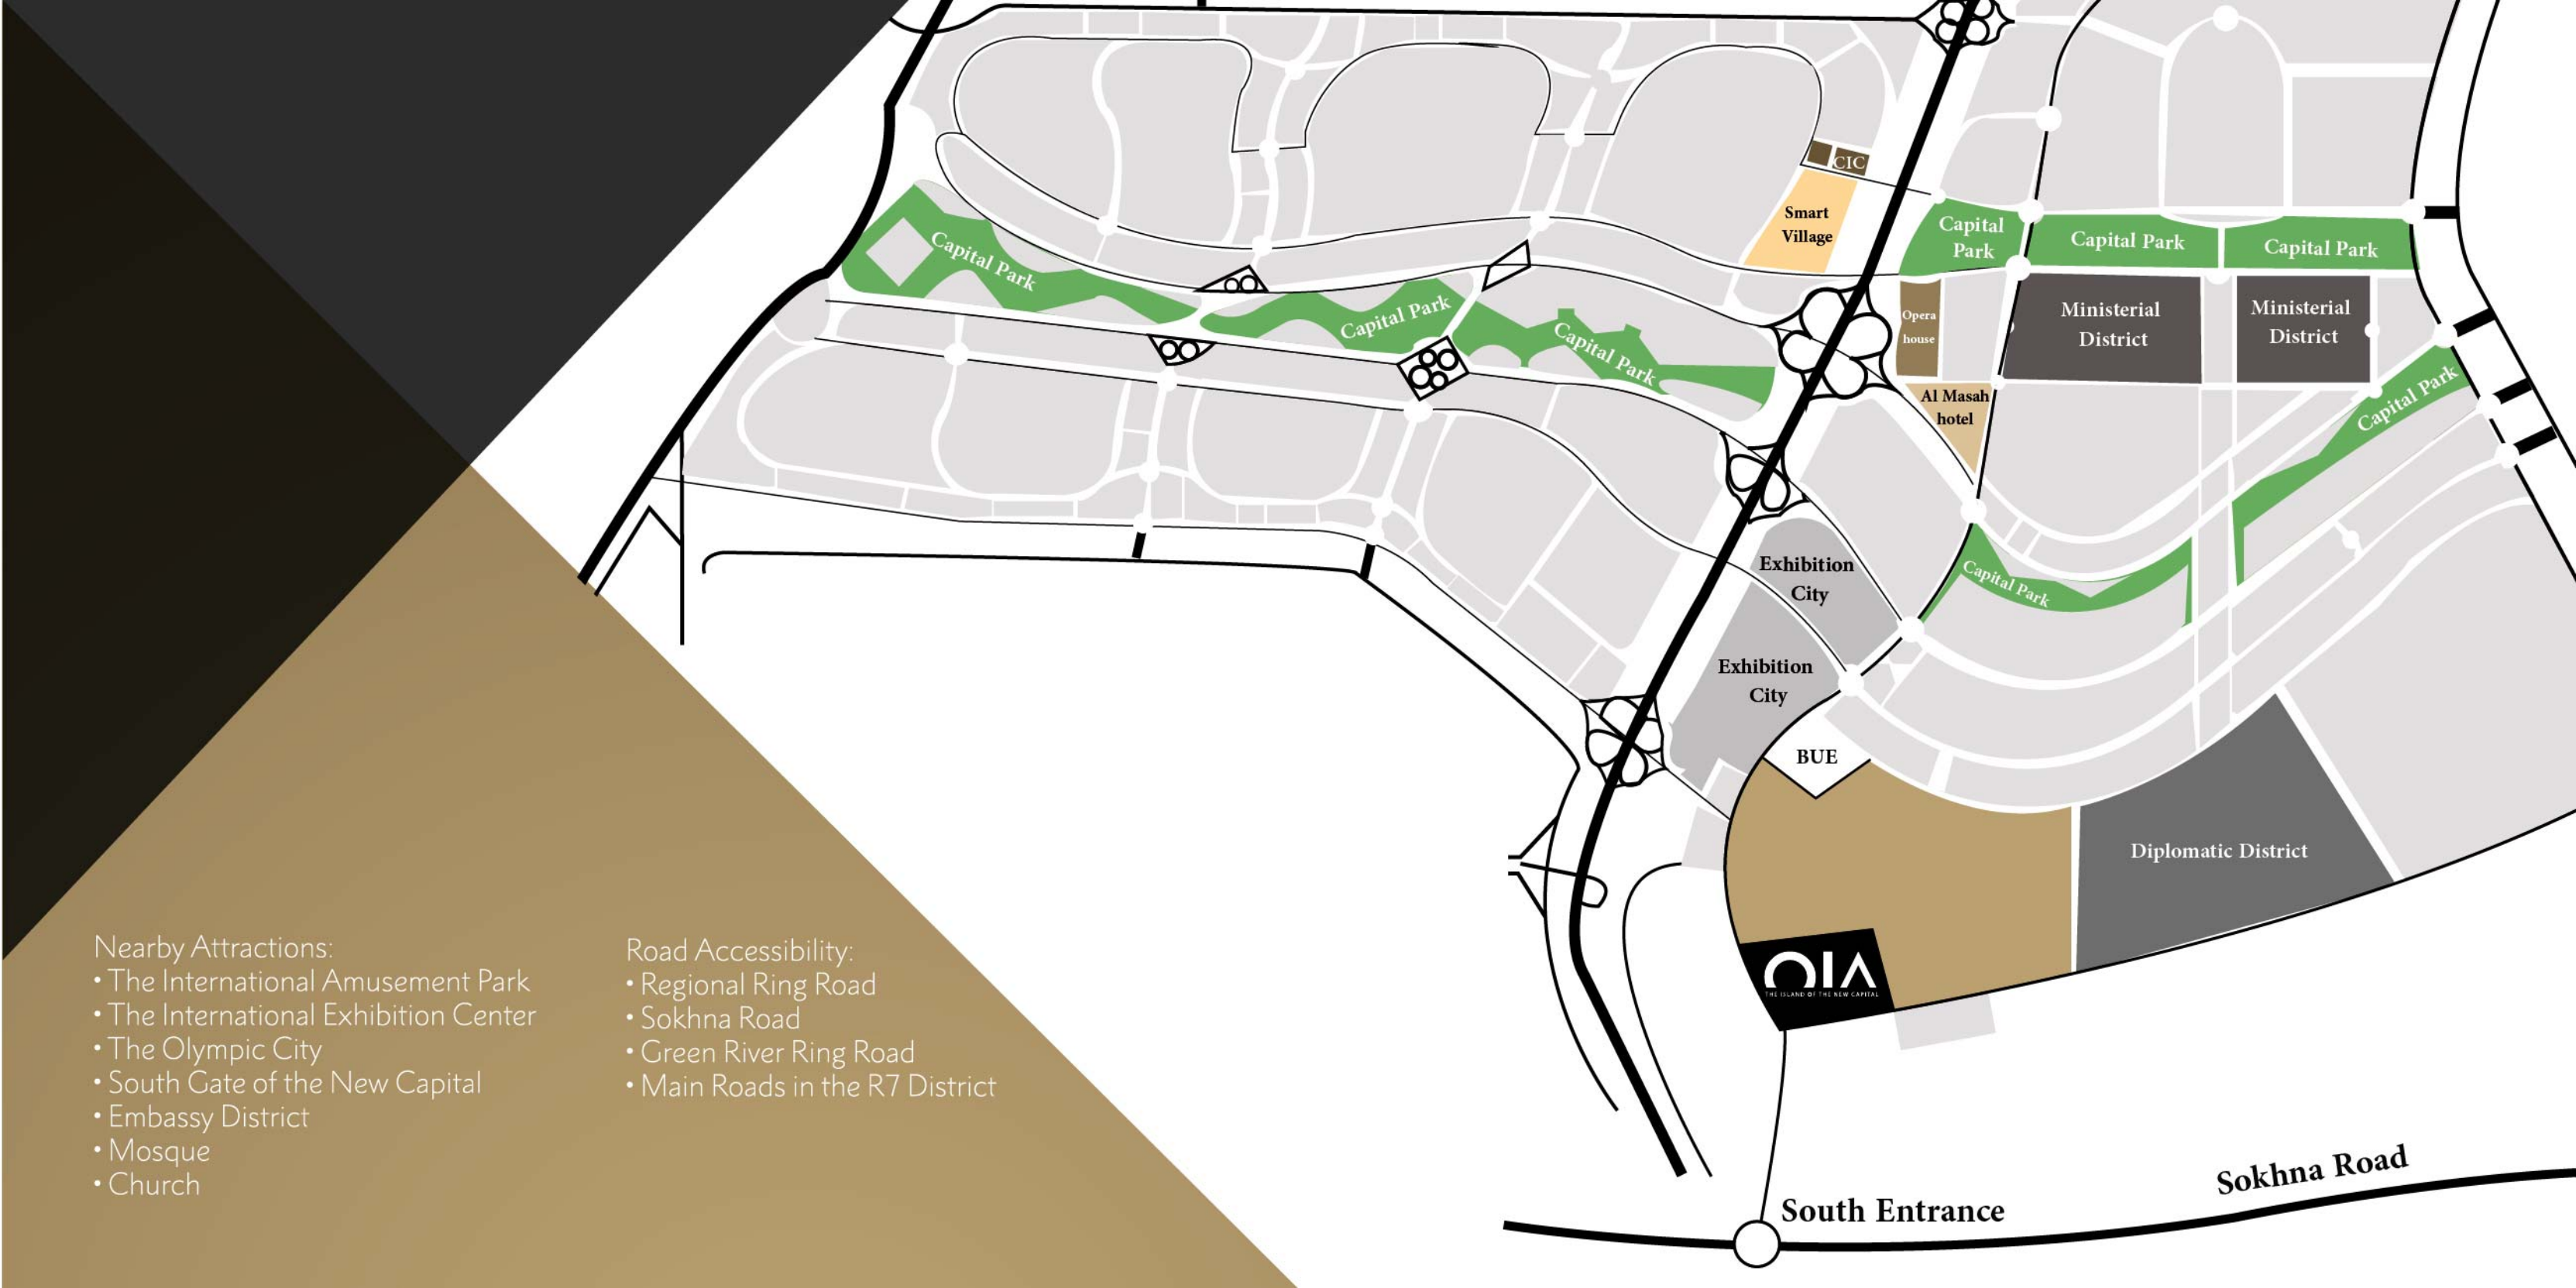 CIC
Smart
Village
Capital
Park
Capital Park
Capital Park
Capital Park
Capital Park
Capital Park
Opera
house
Ministerial
District
Ministerial
District
Al Masah
hotel
Capital Park
Exhibition
City
Capital Park
Exhibition
City
BUE
Diplomatic District
OIA
THE ISLAND OF THE NEW CAPITAL
Nearby Attractions:
• The International Amusement Park
• The International Exhibition Center
• The Olympic City
• South Gate of the New Capital
• Embassy District
• Mosque
• Church
Road Accessibility:
• Regional Ring Road
• Sokhna Road
• Green River Ring Road
• Main Roads in the R7 District
Sokhna Road
South Entrance